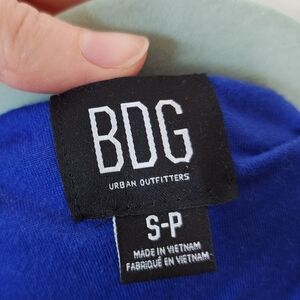 BDG
URBAN OUTFITTERS
S-P
MADE IN VIETNAM
FABRIQUÉ EN VIETNAM